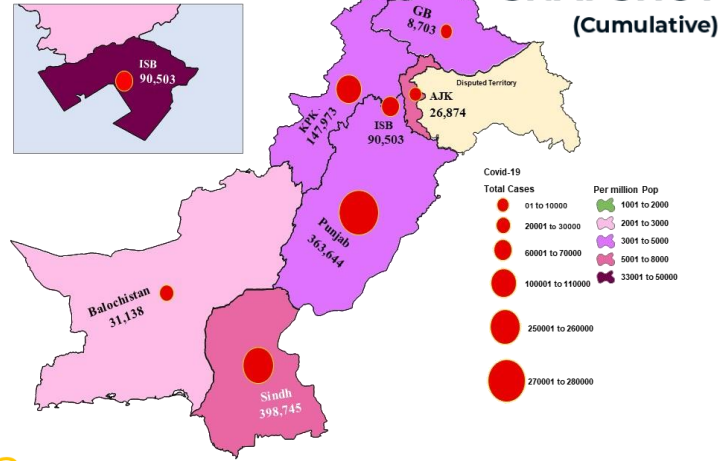 (Cumulative)
ISB
90,503
GB
8,703
Disputed Territory
AJK
26,874
KPK
147,973
ISB
90,503
Punjab
363,644
Balochistan
31,138
Sindh
398,745
Covid-19
Total Cases
01 to 10000
20001 to 30000
60001 to 70000
100001 to 110000
250001 to 260000
270001 to 280000
Per million Pop
1001 to 2000
2001 to 3000
3001 to 5000
5001 to 8000
33001 to 50000